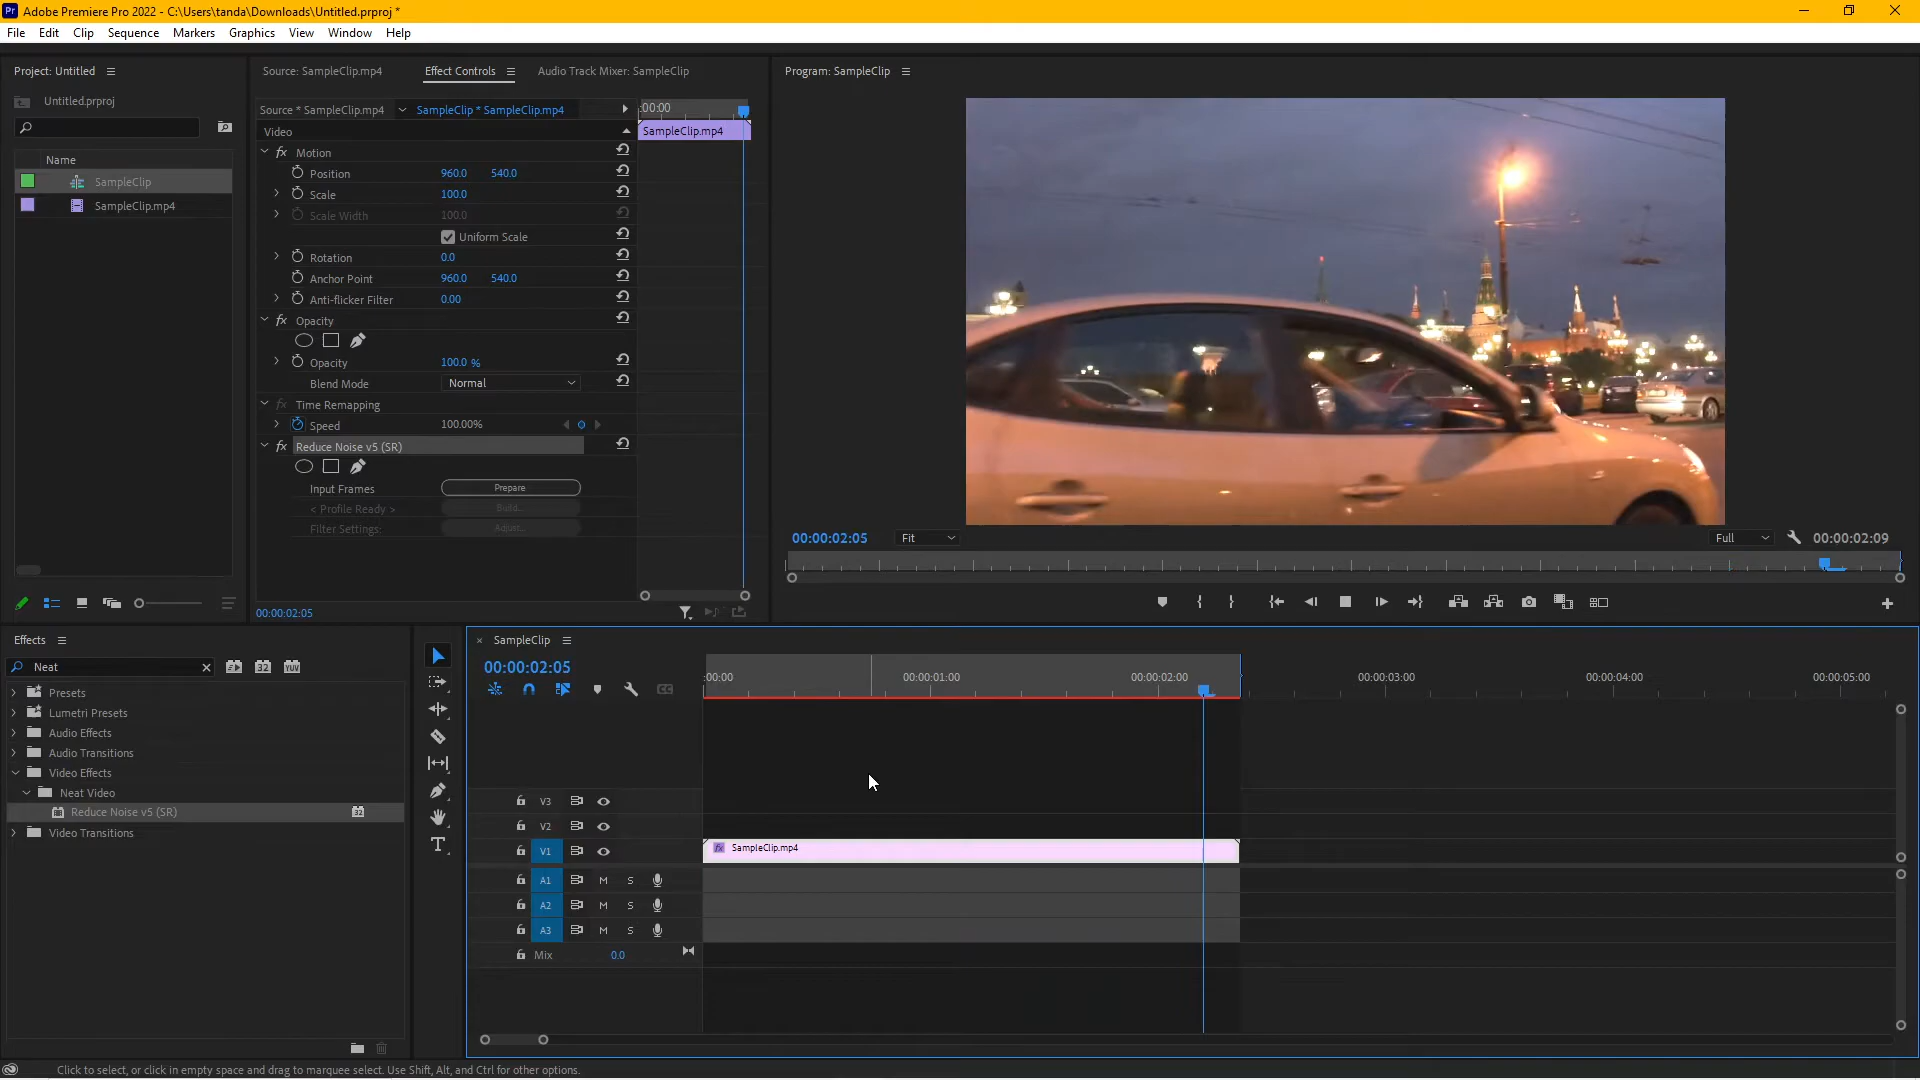 Adobe Premiere Pro 2022 - C:\Users\tanda\Downloads\Untitled.prproj *
File Edit Clip Sequence Markers Graphics View Window Help
Project: Untitled
Untitled.prproj
Name
SampleClip
SampleClip.mp4
Source: SampleClip.mp4 Effect Controls Audio Track Mixer: SampleClip
Source * SampleClip.mp4 SampleClip * SampleClip.mp4 :00:00
Video SampleClip.mp4
fx Motion
Position 960.0 540.0
Scale 100.0
Scale Width 100.0
Uniform Scale
Rotation 0.0
Anchor Point 960.0 540.0
Anti-flicker Filter 0.00
fx Opacity
Opacity 100.0 %
Blend Mode Normal
fx Time Remapping
Speed 100.00%
fx Reduce Noise v5 (SR)
Input Frames Prepare
< Profile Ready > Build...
Filter Settings: Adjust...
00:00:02:05
Program: SampleClip
00:00:02:05 Fit Full 00:00:02:09
Effects
Neat 32 YUV
Presets
Lumetri Presets
Audio Effects
Audio Transitions
Video Effects
Neat Video
Reduce Noise v5 (SR) 32
Video Transitions
SampleClip
00:00:02:05
:00:00 00:00:01:00 00:00:02:00 00:00:03:00 00:00:04:00 00:00:05:00
CC
V3
V2
V1 fx SampleClip.mp4
A1 M S
A2 M S
A3 M S
Mix 0.0
Click to select, or click in empty space and drag to marquee select. Use Shift, Alt, and Ctrl for other options.